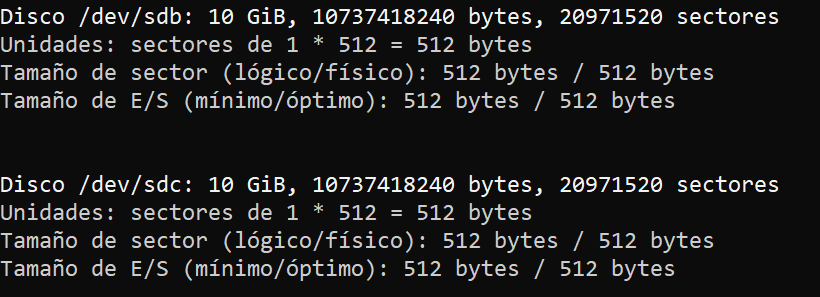 Disco /dev/sdb: 10 GiB, 10737418240 bytes, 20971520 sectores
Unidades: sectores de 1 * 512 = 512 bytes
Tamaño de sector (lógico/físico): 512 bytes / 512 bytes
Tamaño de E/S (mínimo/óptimo): 512 bytes / 512 bytes
Disco /dev/sdc: 10 GiB, 10737418240 bytes, 20971520 sectores
Unidades: sectores de 1 * 512 = 512 bytes
Tamaño de sector (lógico/físico): 512 bytes / 512 bytes
Tamaño de E/S (mínimo/óptimo): 512 bytes / 512 bytes